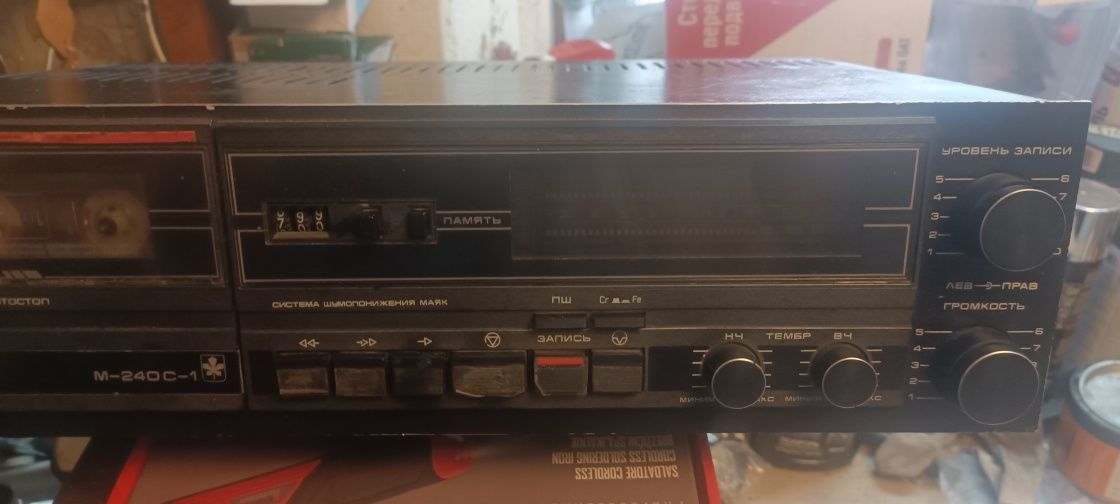 УРОВЕНЬ ЗАПИСИ
5 6
4 7
3
2
1
ПАМЯТЬ
ЛЕВ ПРАВ
ТОСТОП
СИСТЕМА ШУМОПОНИЖЕНИЯ МАЯК
ПШ Cr Fe
ГРОМКОСТЬ
ЗАПИСЬ
НЧ ТЕМБР ВЧ
5 6
4 7
3
2
1
М-240С-1
SALDATORE CORDLESS
CORDLESS SOLDERING IRON